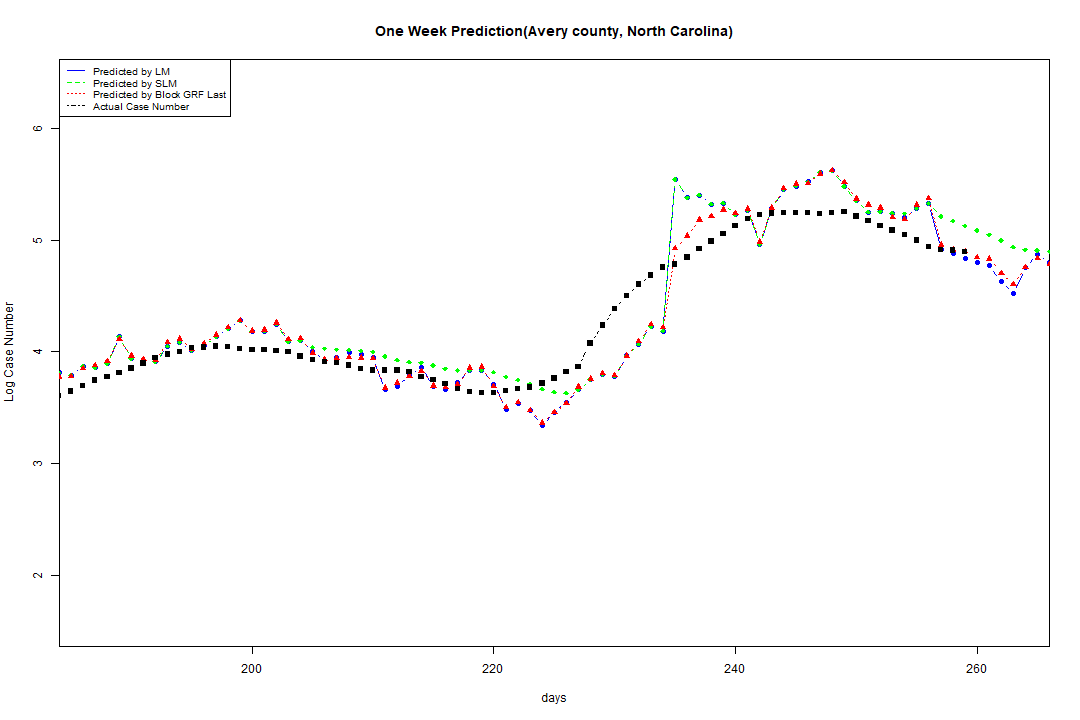 One Week Prediction(Avery county, North Carolina)
Predicted by LM
Predicted by SLM
Predicted by Block GRF Last
Actual Case Number
6
5
4
3
2
Log Case Number
200 220 240 260
days